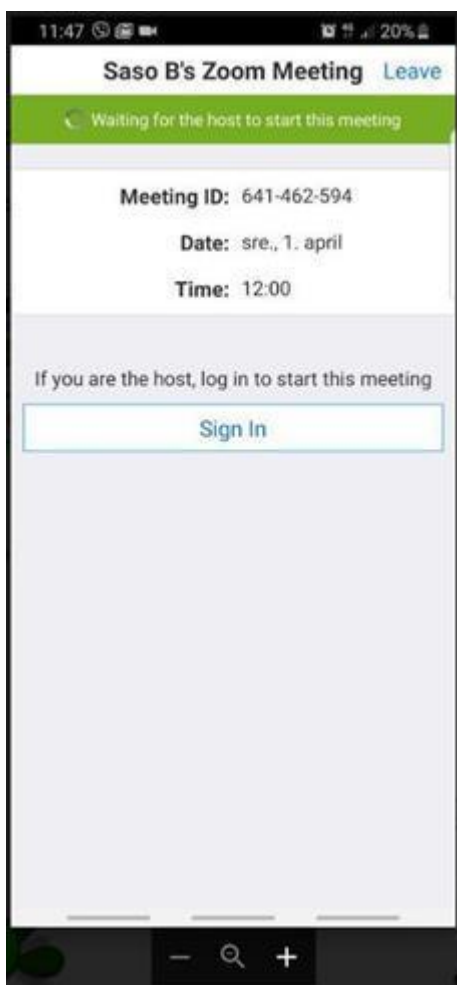 11:47 20%
Saso B's Zoom Meeting Leave
Waiting for the host to start this meeting
Meeting ID: 641-462-594
Date: sre., 1. april
Time: 12:00
If you are the host, log in to start this meeting
Sign In